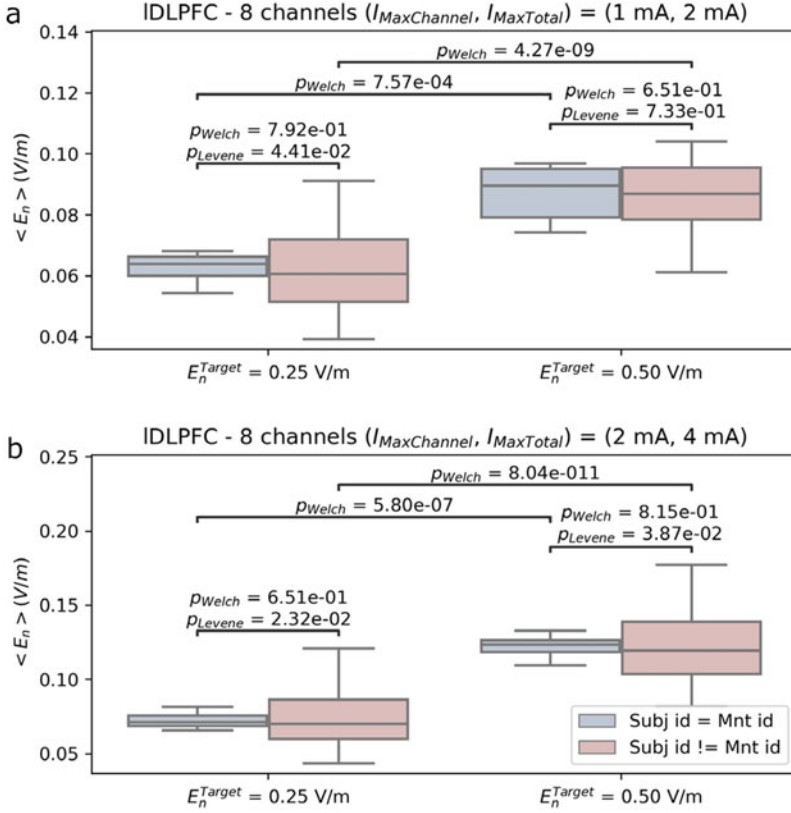 a
lDLPFC - 8 channels (I_MaxChannel, I_MaxTotal) = (1 mA, 2 mA)
0.14
0.12
0.10
0.08
0.06
0.04
< E_n > (V/m)
p_Welch = 4.27e-09
p_Welch = 7.57e-04
p_Welch = 6.51e-01
p_Levene = 7.33e-01
p_Welch = 7.92e-01
p_Levene = 4.41e-02
E_n^Target = 0.25 V/m
E_n^Target = 0.50 V/m
b
lDLPFC - 8 channels (I_MaxChannel, I_MaxTotal) = (2 mA, 4 mA)
0.25
0.20
0.15
0.10
0.05
< E_n > (V/m)
p_Welch = 8.04e-011
p_Welch = 5.80e-07
p_Welch = 8.15e-01
p_Levene = 3.87e-02
p_Welch = 6.51e-01
p_Levene = 2.32e-02
Subj id = Mnt id
Subj id != Mnt id
E_n^Target = 0.25 V/m
E_n^Target = 0.50 V/m